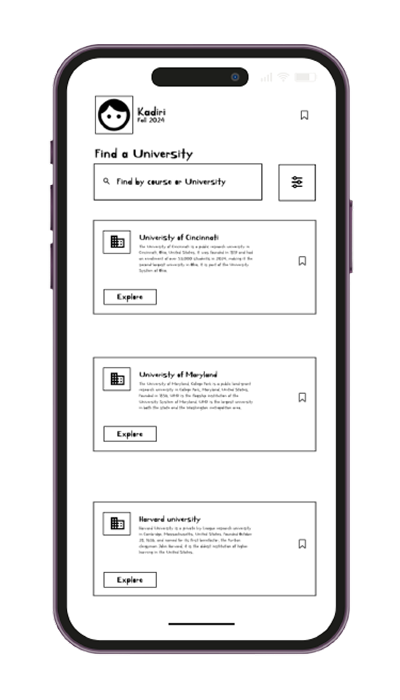 Kadiri
Fall 2024
Find a University
Find by course or University
Univeristy of Cincinnati
The University of Cincinnati is a public research university in
Cincinnati, Ohio, United States. It was founded in 1819 and had
an enrollment of over students in 2024, making it the
second largest university in Ohio. It is part of the University
System of Ohio.
Explore
Univeristy of Maryland
The University of Maryland, College Park is a public land-grant
research university in College Park, Maryland, United States.
Founded in 1856, UMD is the flagship institution of the
University System of Maryland. UMD is the largest university
in both the state and the Washington metropolitan area.
Explore
Harvard university
Harvard University is a private Ivy League research university
in Cambridge, Massachusetts, United States. Founded October
28, 1636, and named for its first benefactor, the Puritan
clergyman John Harvard, it is the oldest institution of higher
learning in the United States.
Explore